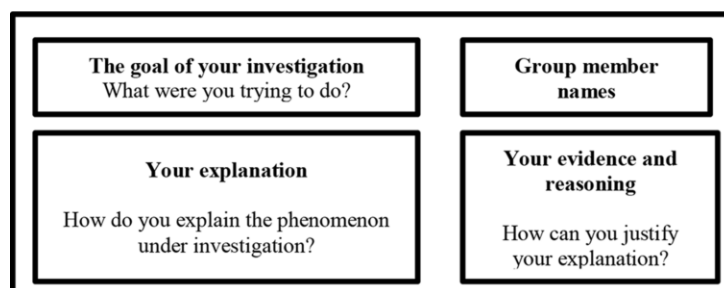 The goal of your investigation
What were you trying to do?
Group member
names
Your explanation
How do you explain the phenomenon
under investigation?
Your evidence and
reasoning
How can you justify
your explanation?